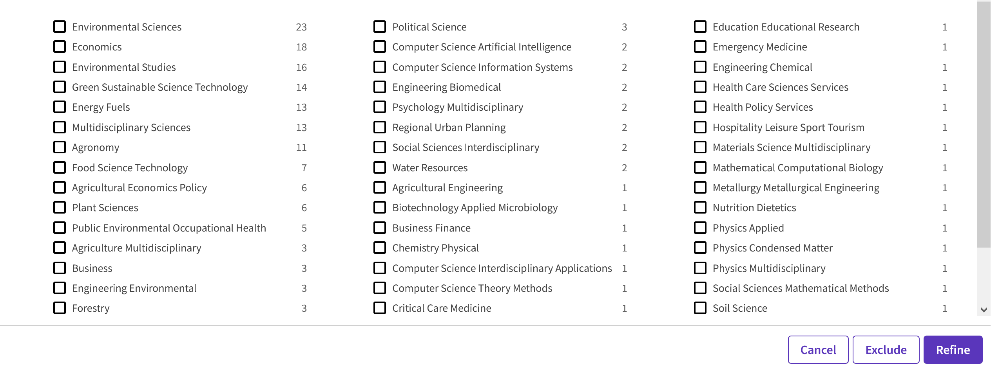 Environmental Sciences 23
Economics 18
Environmental Studies 16
Green Sustainable Science Technology 14
Energy Fuels 13
Multidisciplinary Sciences 13
Agronomy 11
Food Science Technology 7
Agricultural Economics Policy 6
Plant Sciences 6
Public Environmental Occupational Health 5
Agriculture Multidisciplinary 3
Business 3
Engineering Environmental 3
Forestry 3
Political Science 3
Computer Science Artificial Intelligence 2
Computer Science Information Systems 2
Engineering Biomedical 2
Psychology Multidisciplinary 2
Regional Urban Planning 2
Social Sciences Interdisciplinary 2
Water Resources 2
Agricultural Engineering 1
Biotechnology Applied Microbiology 1
Business Finance 1
Chemistry Physical 1
Computer Science Interdisciplinary Applications 1
Computer Science Theory Methods 1
Critical Care Medicine 1
Education Educational Research 1
Emergency Medicine 1
Engineering Chemical 1
Health Care Sciences Services 1
Health Policy Services 1
Hospitality Leisure Sport Tourism 1
Materials Science Multidisciplinary 1
Mathematical Computational Biology 1
Metallurgy Metallurgical Engineering 1
Nutrition Dietetics 1
Physics Applied 1
Physics Condensed Matter 1
Physics Multidisciplinary 1
Social Sciences Mathematical Methods 1
Soil Science 1
Cancel Exclude Refine